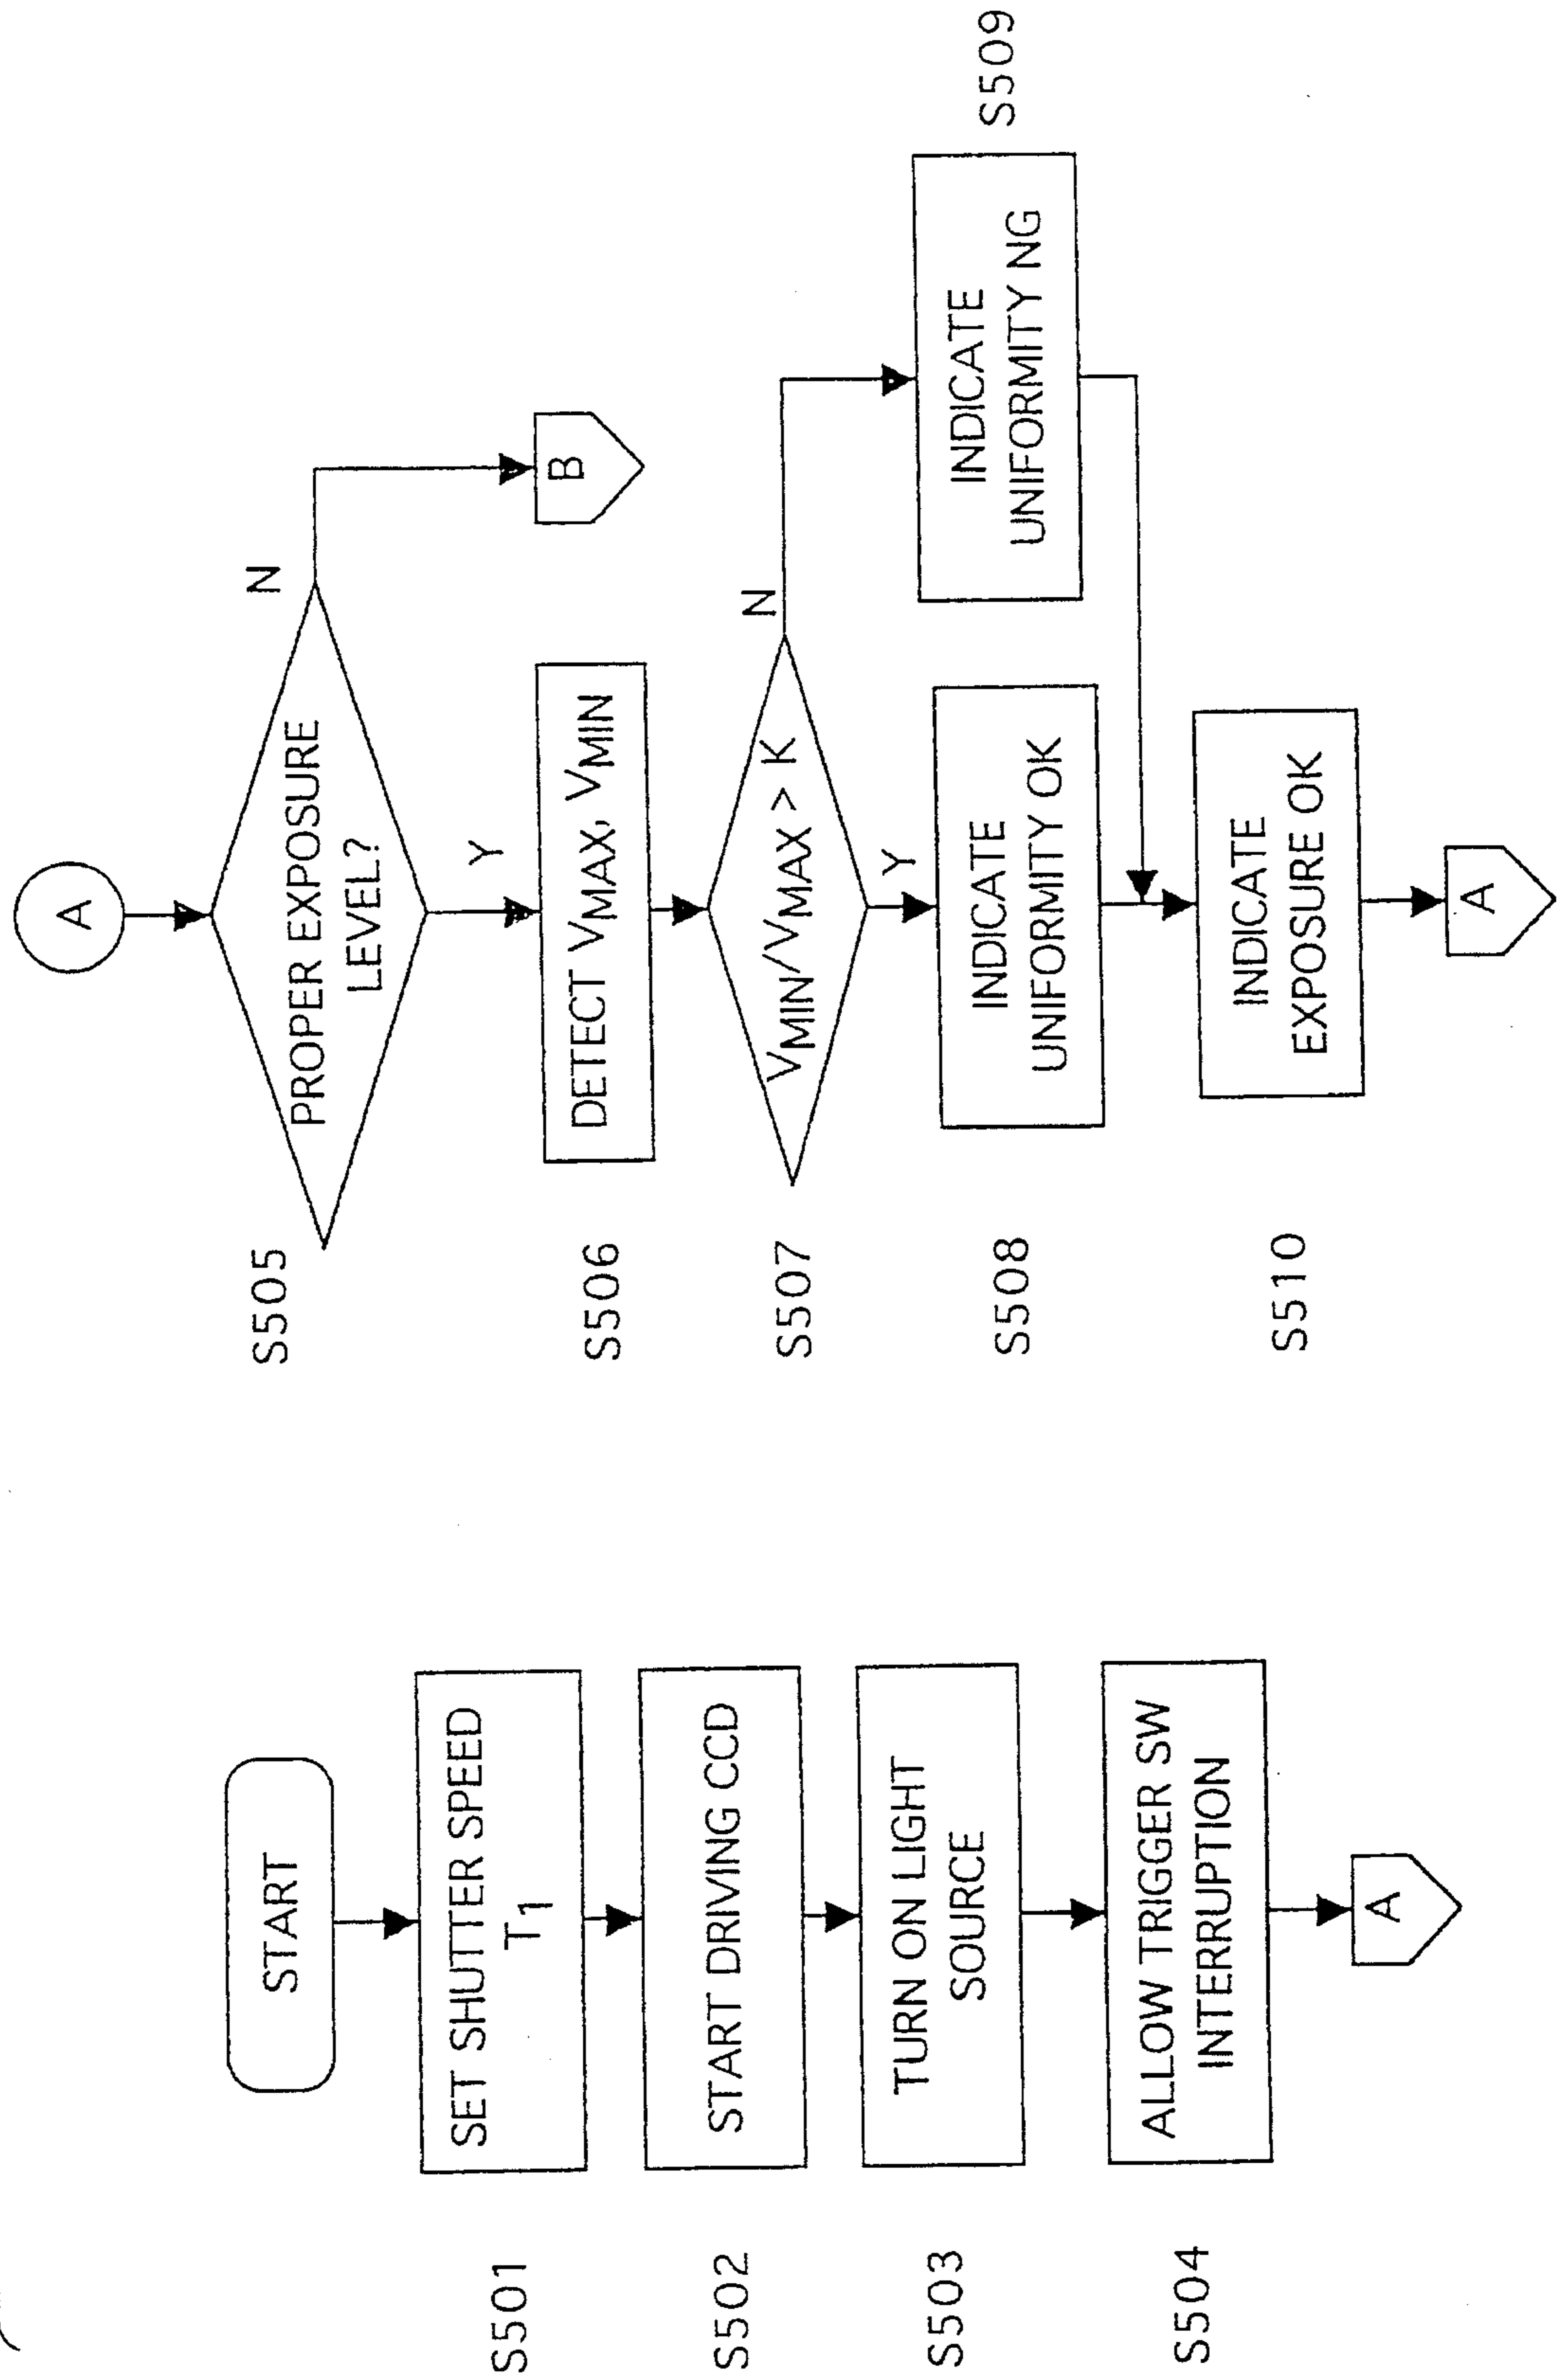 START
S501
SET SHUTTER SPEED
T1
S502
START DRIVING CCD
S503
TURN ON LIGHT
SOURCE
S504
ALLOW TRIGGER SW
INTERRUPTION
A
A
S505
PROPER EXPOSURE
LEVEL?
N
Y
B
S506
DETECT VMAX, VMIN
S507
VMIN/VMAX > K
N
Y
S508
INDICATE
UNIFORMITY OK
INDICATE
UNIFORMITY NG
S509
S510
INDICATE
EXPOSURE OK
A